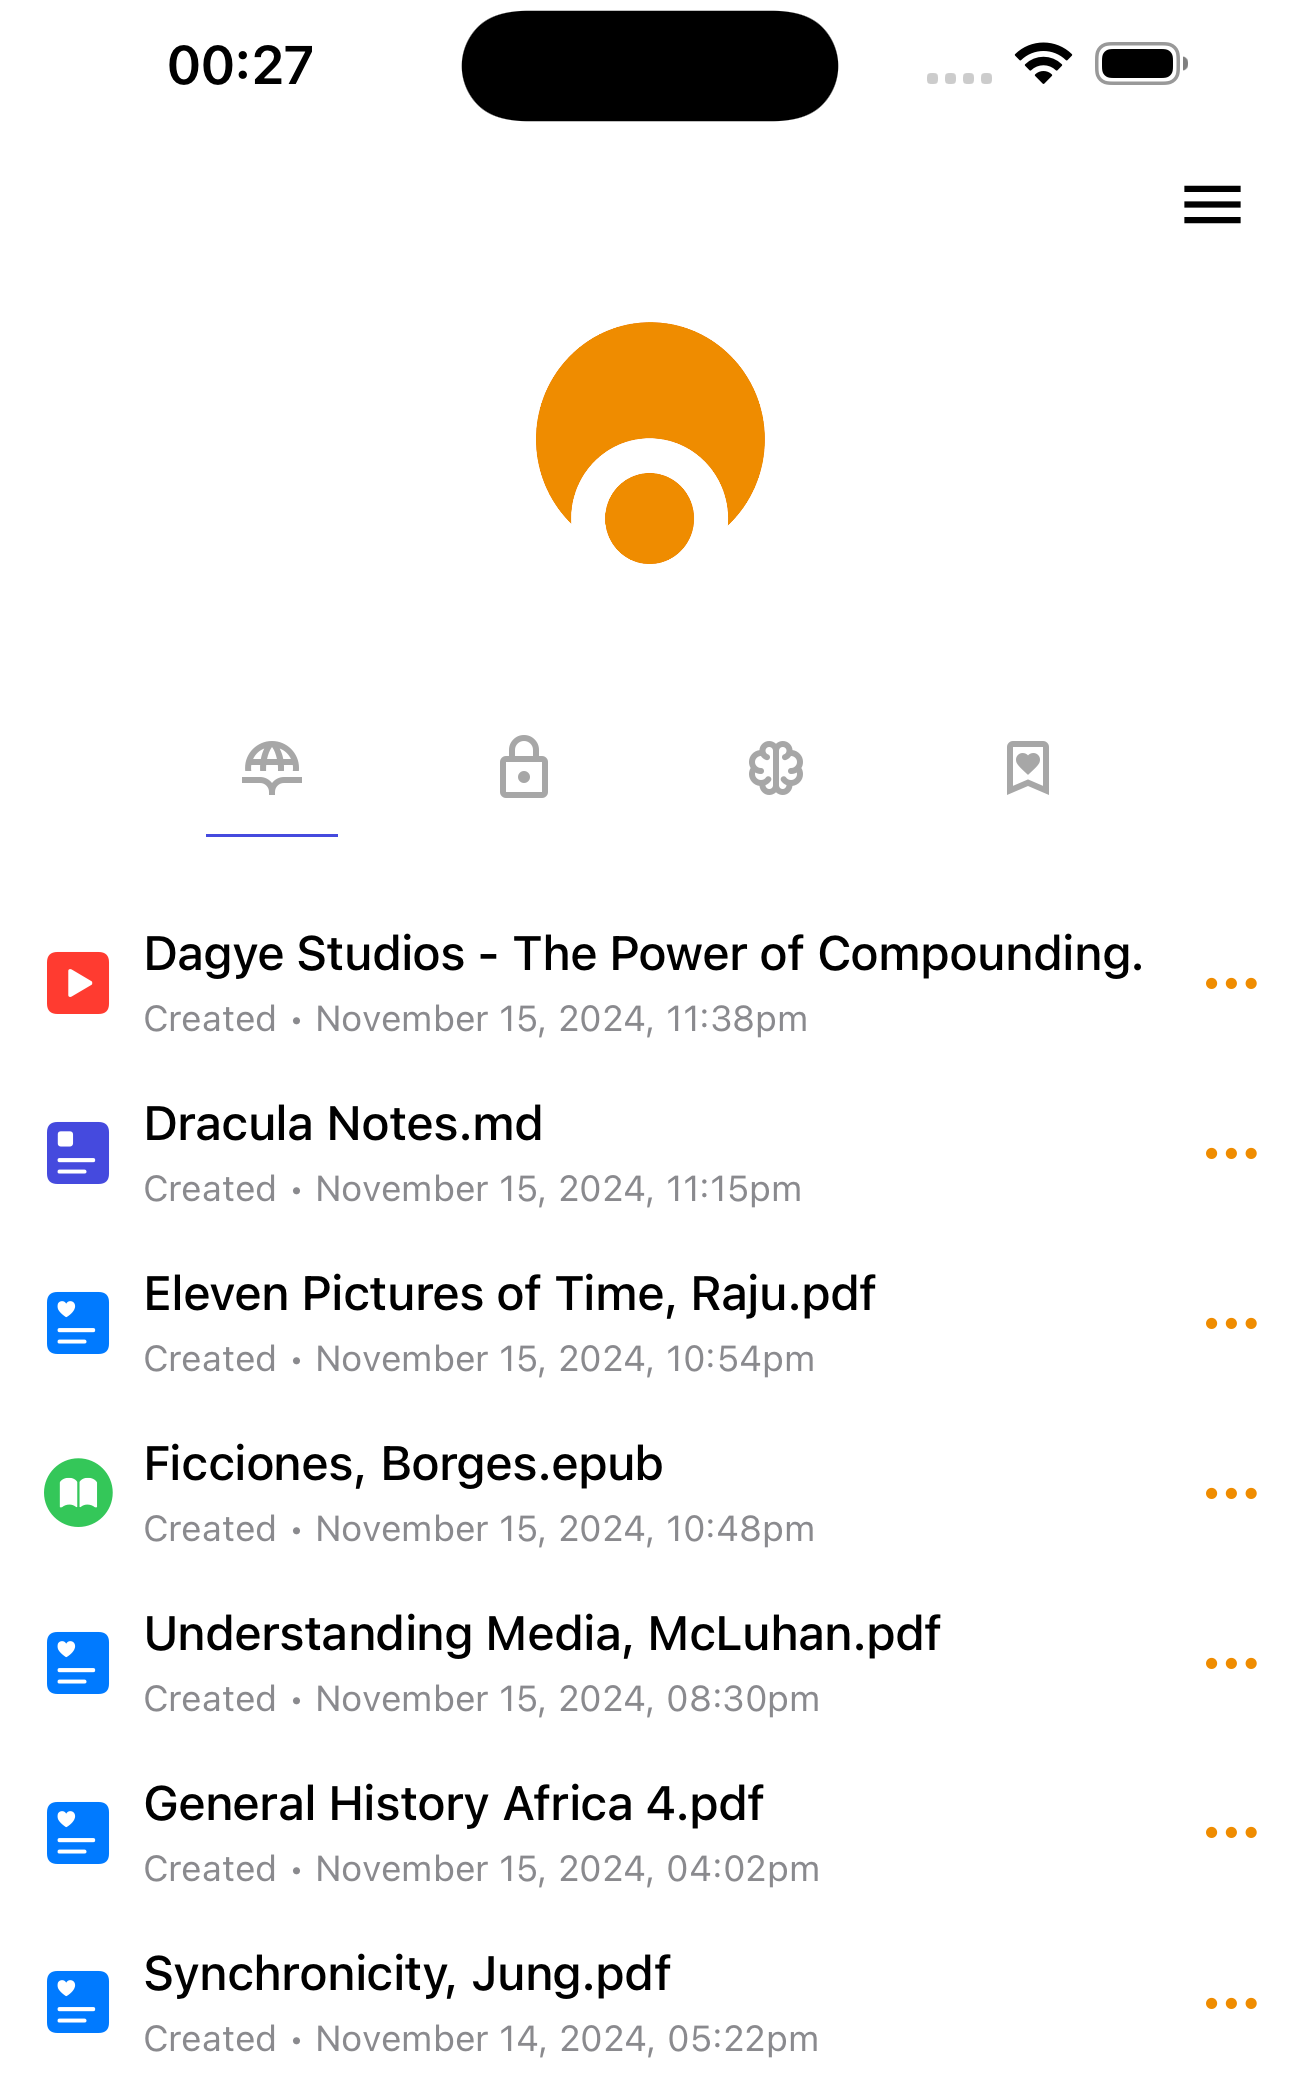 00:27
Dagye Studios - The Power of Compounding.
Created • November 15, 2024, 11:38pm
Dracula Notes.md
Created • November 15, 2024, 11:15pm
Eleven Pictures of Time, Raju.pdf
Created • November 15, 2024, 10:54pm
Ficciones, Borges.epub
Created • November 15, 2024, 10:48pm
Understanding Media, McLuhan.pdf
Created • November 15, 2024, 08:30pm
General History Africa 4.pdf
Created • November 15, 2024, 04:02pm
Synchronicity, Jung.pdf
Created • November 14, 2024, 05:22pm